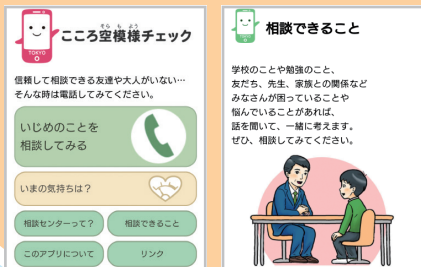 こころ空模様チェック
そら も よう
TOKYO
信頼して相談できる友達や大人がいない…
そんな時は電話してみてください。
いじめのことを
相談してみる
いまの気持ちは？
相談センターって？
相談できること
このアプリについて
リンク
TOKYO
相談できること
学校のことや勉強のこと、
友だち、先生、家族との関係など
みなさんが困っていることや
悩んでいることがあれば、
話を聞いて、一緒に考えます。
ぜひ、相談してみてください。